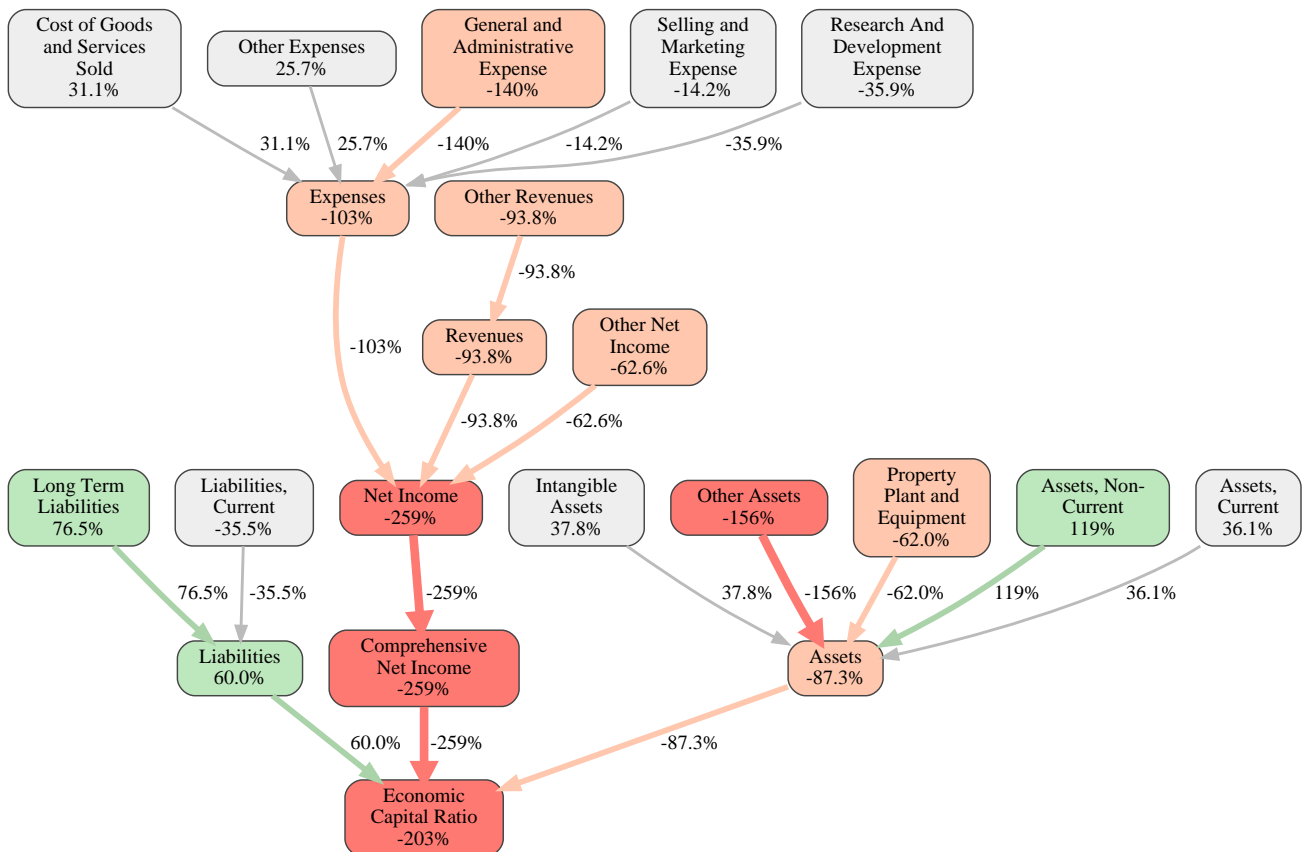 Cost of Goods
and Services
Sold
31.1%
Other Expenses
25.7%
General and
Administrative
Expense
-140%
Selling and
Marketing
Expense
-14.2%
Research And
Development
Expense
-35.9%
31.1%
25.7%
-140%
-14.2%
-35.9%
Expenses
-103%
Other Revenues
-93.8%
-93.8%
-103%
Revenues
-93.8%
Other Net
Income
-62.6%
-93.8%
-62.6%
Long Term
Liabilities
76.5%
Liabilities,
Current
-35.5%
Net Income
-259%
Intangible
Assets
37.8%
Other Assets
-156%
Property
Plant and
Equipment
-62.0%
Assets, Non-
Current
119%
Assets,
Current
36.1%
76.5%
-35.5%
-259%
37.8%
-156%
-62.0%
119%
36.1%
Liabilities
60.0%
Comprehensive
Net Income
-259%
Assets
-87.3%
60.0%
-259%
-87.3%
Economic
Capital Ratio
-203%